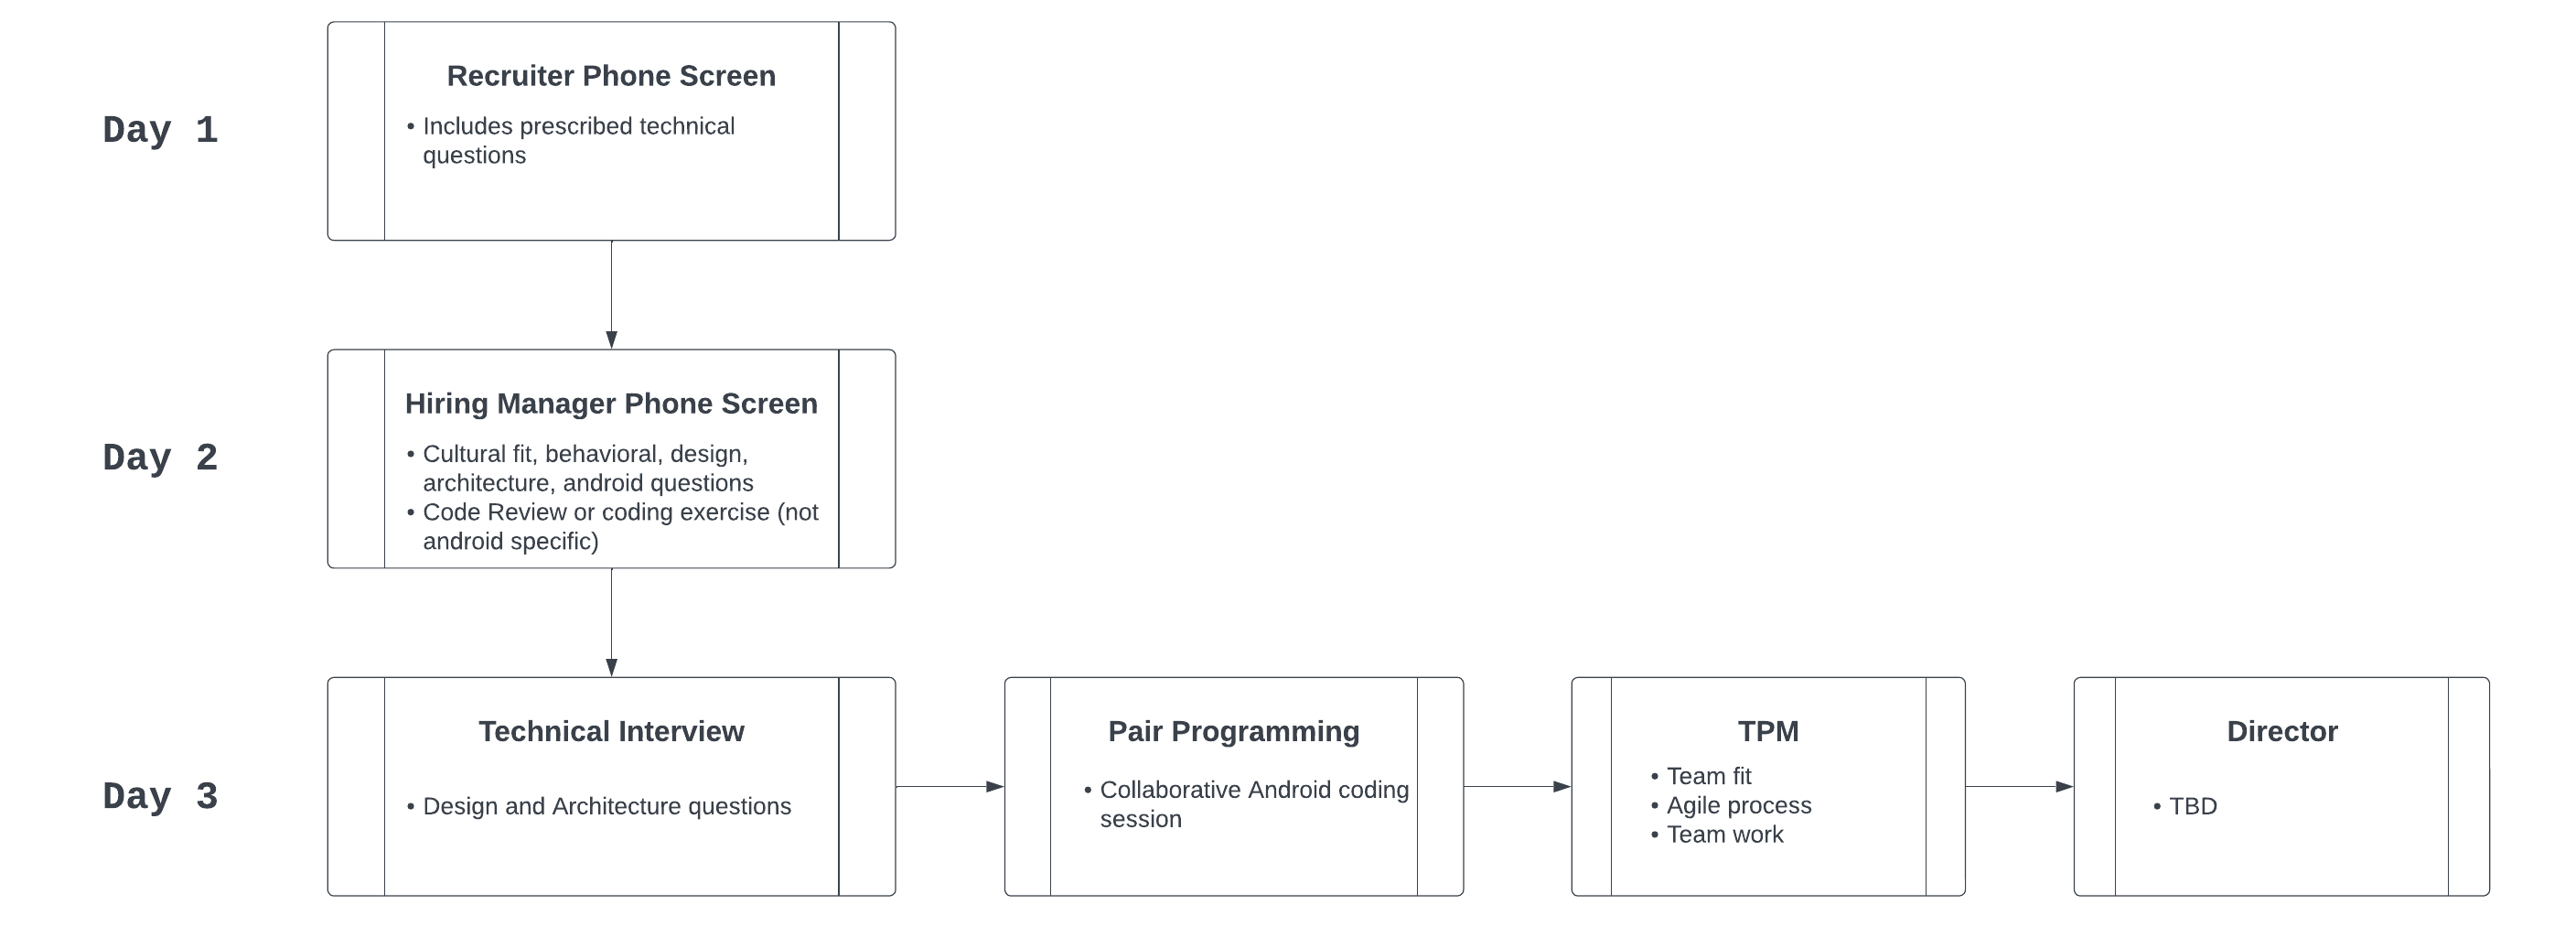 Day 1
Recruiter Phone Screen
• Includes prescribed technical
questions
Day 2
Hiring Manager Phone Screen
• Cultural fit, behavioral, design,
architecture, android questions
• Code Review or coding exercise (not
android specific)
Day 3
Technical Interview
• Design and Architecture questions
Pair Programming
• Collaborative Android coding
session
TPM
• Team fit
• Agile process
• Team work
Director
• TBD